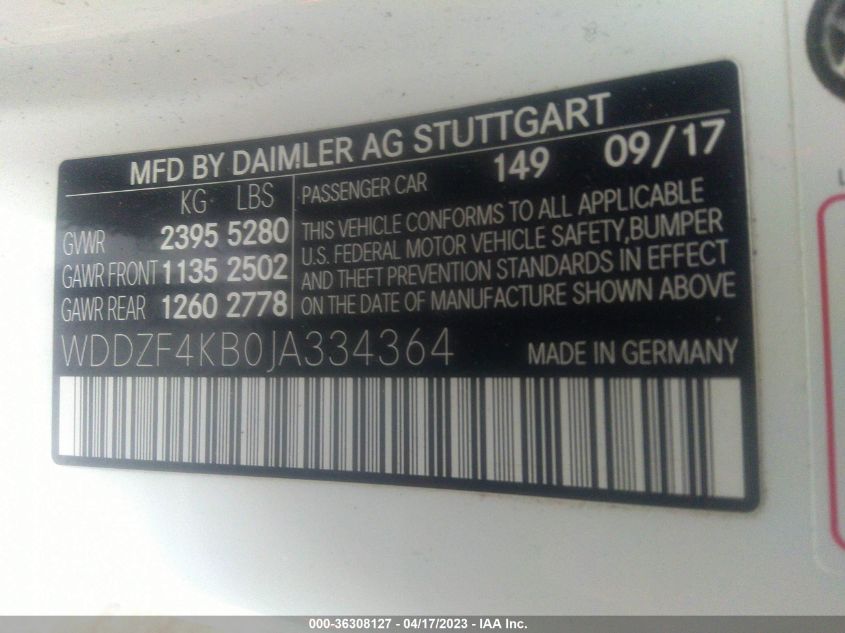 MFD BY DAIMLER AG STUTTGART
KG LBS
GVWR 2395 5280
GAWR FRONT 1135 2502
GAWR REAR 1260 2778
PASSENGER CAR 149 09/17
THIS VEHICLE CONFORMS TO ALL APPLICABLE
U.S. FEDERAL MOTOR VEHICLE SAFETY,BUMPER
AND THEFT PREVENTION STANDARDS IN EFFECT
ON THE DATE OF MANUFACTURE SHOWN ABOVE
WDDZF4KB0JA334364 MADE IN GERMANY
000-36308127 - 04/17/2023 - IAA Inc.